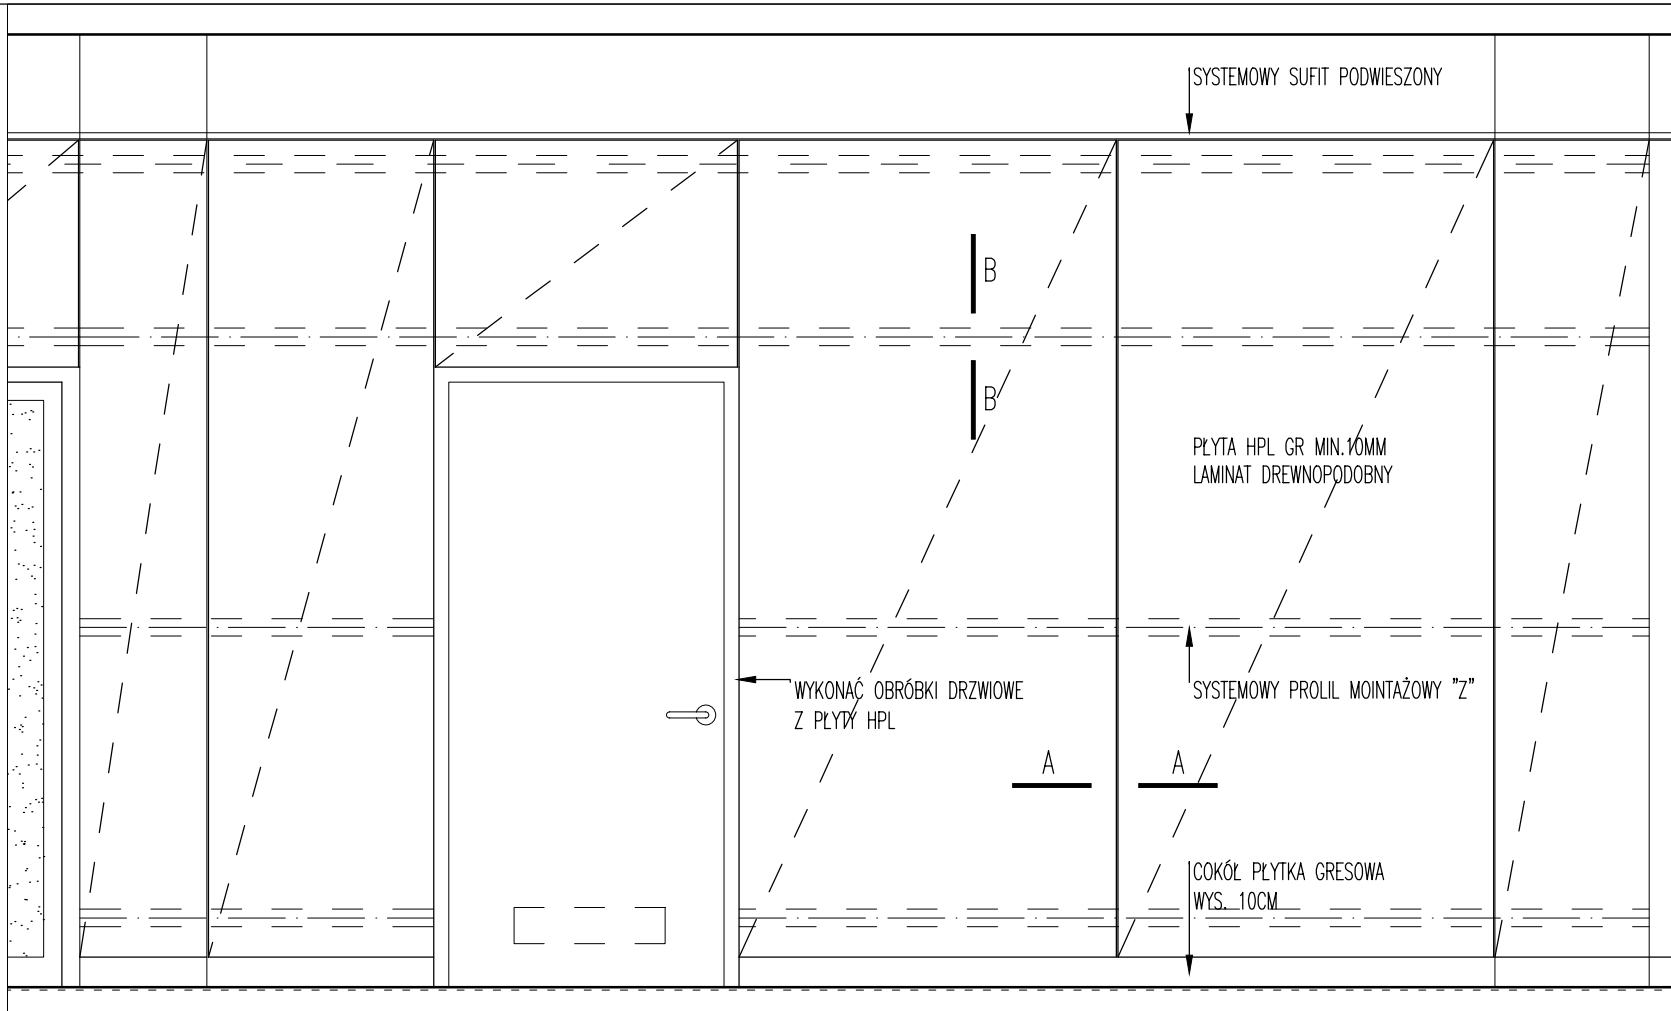 SYSTEMOWY SUFIT PODWIESZONY
B
B
PŁYTA HPL GR MIN.10MM
LAMINAT DREWNOPODOBNY
WYKONAĆ OBRÓBKI DRZWIOWE
Z PŁYTY HPL
SYSTEMOWY PROLIL MOINTAŻOWY "Z"
A A
COKÓŁ PŁYTKA GRESOWA
WYS. 10CM